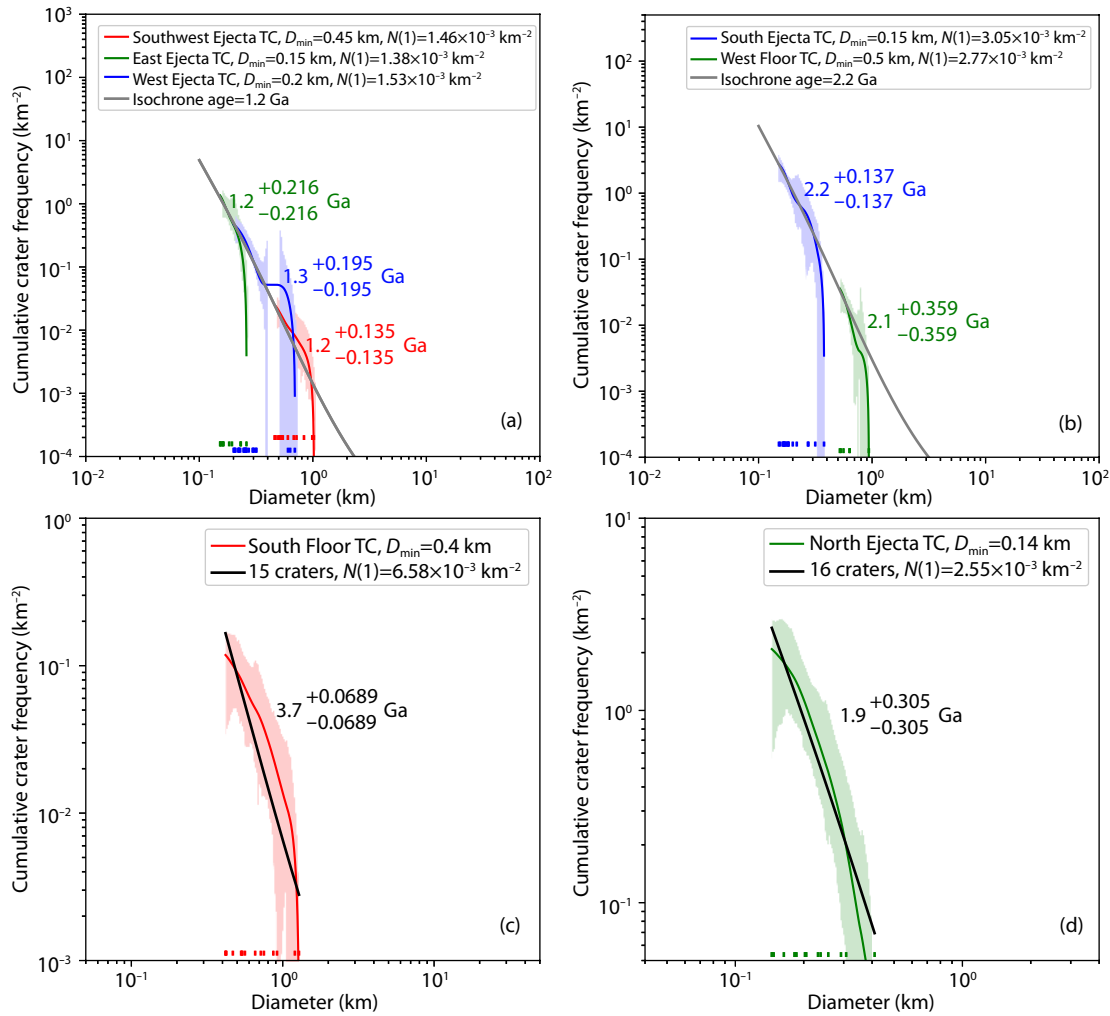 Southwest Ejecta TC, Dmin=0.45 km, N(1)=1.46×10⁻³ km⁻²
East Ejecta TC, Dmin=0.15 km, N(1)=1.38×10⁻³ km⁻²
West Ejecta TC, Dmin=0.2 km, N(1)=1.53×10⁻³ km⁻²
Isochrone age=1.2 Ga
10³
10²
10¹
10⁰
10⁻¹
10⁻²
10⁻³
10⁻⁴
Cumulative crater frequency (km⁻²)
1.2 +0.216 −0.216 Ga
1.3 +0.195 −0.195 Ga
1.2 +0.135 −0.135 Ga
(a)
10⁻² 10⁻¹ 10⁰ 10¹ 10²
Diameter (km)
South Ejecta TC, Dmin=0.15 km, N(1)=3.05×10⁻³ km⁻²
West Floor TC, Dmin=0.5 km, N(1)=2.77×10⁻³ km⁻²
Isochrone age=2.2 Ga
10³
10²
10¹
10⁰
10⁻¹
10⁻²
10⁻³
10⁻⁴
Cumulative crater frequency (km⁻²)
2.2 +0.137 −0.137 Ga
2.1 +0.359 −0.359 Ga
(b)
10⁻² 10⁻¹ 10⁰ 10¹ 10²
Diameter (km)
South Floor TC, Dmin=0.4 km
15 craters, N(1)=6.58×10⁻³ km⁻²
10⁰
10⁻¹
10⁻²
10⁻³
Cumulative crater frequency (km⁻²)
3.7 +0.0689 −0.0689 Ga
(c)
10⁻¹ 10⁰ 10¹
Diameter (km)
North Ejecta TC, Dmin=0.14 km
16 craters, N(1)=2.55×10⁻³ km⁻²
10¹
10⁰
10⁻¹
Cumulative crater frequency (km⁻²)
1.9 +0.305 −0.305 Ga
(d)
10⁻¹ 10⁰
Diameter (km)